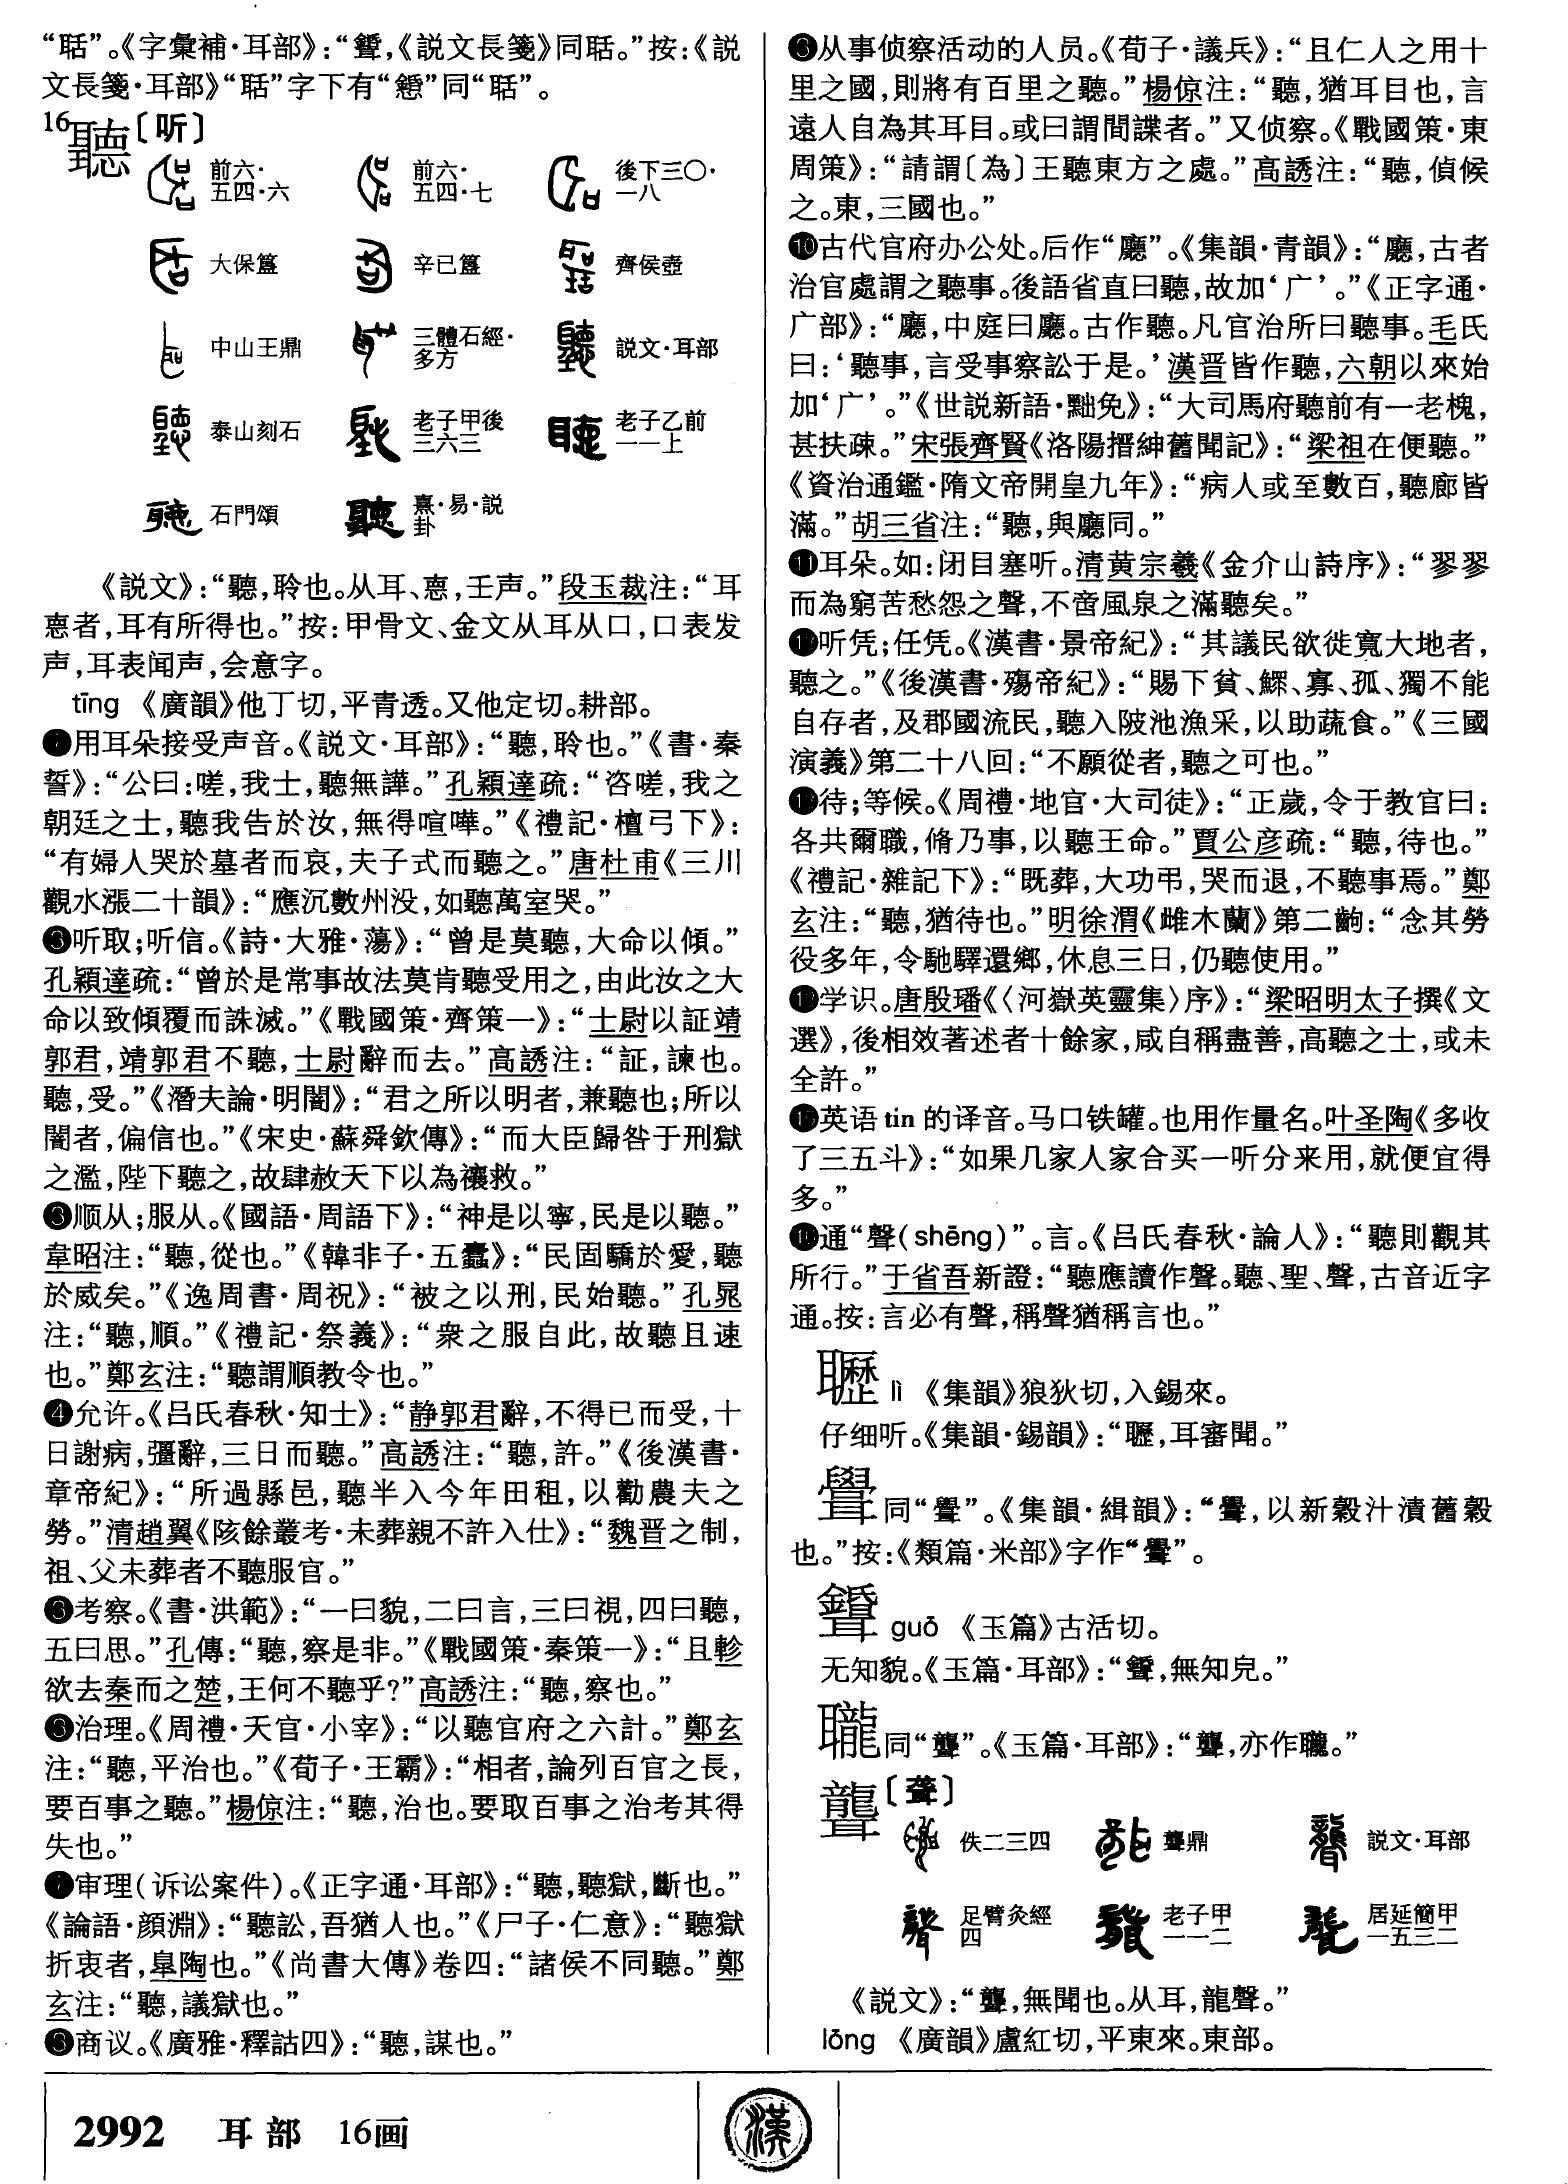 “聒”。《字彙補·耳部》：“𦗵，《説文長箋》同聒。”按：《説
文長箋·耳部》“聒”字下有“”同“聒”。
16聽〔听〕
前六·五四·六 前六·五四·七 後下三〇·一八
大保簋 辛巳簋 齊侯壺
中山王鼎 三體石經·多方 説文·耳部
泰山刻石 老子甲後三六三 老子乙前一一上
石門頌 熹·易·説卦
《説文》：“聽，聆也。从耳、悳，壬声。”段玉裁注：“耳
悳者，耳有所得也。”按：甲骨文、金文从耳从口，口表发
声，耳表闻声，会意字。
tīng 《廣韻》他丁切，平青透。又他定切。耕部。
❶用耳朵接受声音。《説文·耳部》：“聽，聆也。”《書·秦
誓》：“公曰：嗟，我士，聽無譁。”孔穎達疏：“咨嗟，我之
朝廷之士，聽我告於汝，無得喧嘩。”《禮記·檀弓下》：
“有婦人哭於墓者而哀，夫子式而聽之。”唐杜甫《三川
觀水漲二十韻》：“應沉數州没，如聽萬室哭。”
❷听取；听信。《詩·大雅·蕩》：“曾是莫聽，大命以傾。”
孔穎達疏：“曾於是常事故法莫肯聽受用之，由此汝之大
命以致傾覆而誅滅。”《戰國策·齊策一》：“士尉以証靖
郭君，靖郭君不聽，士尉辭而去。”高誘注：“証，諫也。
聽，受。”《潛夫論·明闇》：“君之所以明者，兼聽也；所以
闇者，偏信也。”《宋史·蘇舜欽傳》：“而大臣歸咎于刑獄
之濫，陛下聽之，故肆赦天下以為禳救。”
❸顺从；服从。《國語·周語下》：“神是以寧，民是以聽。”
韋昭注：“聽，從也。”《韓非子·五蠹》：“民固驕於愛，聽
於威矣。”《逸周書·周祝》：“被之以刑，民始聽。”孔晁
注：“聽，順。”《禮記·祭義》：“衆之服自此，故聽且速
也。”鄭玄注：“聽謂順教令也。”
❹允许。《吕氏春秋·知士》：“静郭君辭，不得已而受，十
日謝病，彊辭，三日而聽。”高誘注：“聽，許。”《後漢書·
章帝紀》：“所過縣邑，聽半入今年田租，以勸農夫之
勞。”清趙翼《陔餘叢考·未葬親不許入仕》：“魏晋之制，
祖、父未葬者不聽服官。”
❺考察。《書·洪範》：“一曰貌，二曰言，三曰視，四曰聽，
五曰思。”孔傳：“聽，察是非。”《戰國策·秦策一》：“且軫
欲去秦而之楚，王何不聽乎？”高誘注：“聽，察也。”
❻治理。《周禮·天官·小宰》：“以聽官府之六計。”鄭玄
注：“聽，平治也。”《荀子·王霸》：“相者，論列百官之長，
要百事之聽。”楊倞注：“聽，治也。要取百事之治考其得
失也。”
❼审理（诉讼案件）。《正字通·耳部》：“聽，聽獄，斷也。”
《論語·顔淵》：“聽訟，吾猶人也。”《尸子·仁意》：“聽獄
折衷者，皐陶也。”《尚書大傳》卷四：“諸侯不同聽。”鄭
玄注：“聽，議獄也。”
❽商议。《廣雅·釋詁四》：“聽，謀也。”
❾从事侦察活动的人员。《荀子·議兵》：“且仁人之用十
里之國，則將有百里之聽。”楊倞注：“聽，猶耳目也，言
遠人自為其耳目。或曰謂間諜者。”又侦察。《戰國策·東
周策》：“請謂〔為〕王聽東方之處。”高誘注：“聽，偵候
之。東，三國也。”
❿古代官府办公处。后作“廳”。《集韻·青韻》：“廳，古者
治官處謂之聽事。後語省直曰聽，故加‘广’。”《正字通·
广部》：“廳，中庭曰廳。古作聽。凡官治所曰聽事。毛氏
曰：‘聽事，言受事察訟于是。’漢晋皆作聽，六朝以來始
加‘广’。”《世説新語·黜免》：“大司馬府聽前有一老槐，
甚扶疎。”宋張齊賢《洛陽搢紳舊聞記》：“梁祖在便聽。”
《資治通鑑·隋文帝開皇九年》：“病人或至數百，聽廊皆
滿。”胡三省注：“聽，與廳同。”
⓫耳朵。如：闭目塞听。清黄宗羲《金介山詩序》：“翏翏
而為窮苦愁怨之聲，不啻風泉之滿聽矣。”
⓬听凭；任凭。《漢書·景帝紀》：“其議民欲徙寬大地者，
聽之。”《後漢書·殤帝紀》：“賜下貧、鰥、寡、孤、獨不能
自存者，及郡國流民，聽入陂池漁采，以助蔬食。”《三國
演義》第二十八回：“不願從者，聽之可也。”
⓭待；等候。《周禮·地官·大司徒》：“正歲，令于教官曰：
各共爾職，脩乃事，以聽王命。”賈公彦疏：“聽，待也。”
《禮記·雜記下》：“既葬，大功弔，哭而退，不聽事焉。”鄭
玄注：“聽，猶待也。”明徐渭《雌木蘭》第二齣：“念其勞
役多年，令馳驛還鄉，休息三日，仍聽使用。”
⓮学识。唐殷璠《〈河嶽英靈集〉序》：“梁昭明太子撰《文
選》，後相效著述者十餘家，咸自稱盡善，高聽之士，或未
全許。”
⓯英语 tin 的译音。马口铁罐。也用作量名。叶圣陶《多收
了三五斗》：“如果几家人家合买一听分来用，就便宜得
多。”
⓰通“聲（shēng）”。言。《吕氏春秋·論人》：“聽則觀其
所行。”于省吾新證：“聽應讀作聲。聽、聖、聲，古音近字
通。按：言必有聲，稱聲猶稱言也。”
𦗺 lì 《集韻》狼狄切，入錫來。
仔细听。《集韻·錫韻》：“𦗺，耳審聞。”
同“”。《集韻·緝韻》：“，以新穀汁漬舊穀
也。”按：《類篇·米部》字作“”。
guō 《玉篇》古活切。
无知貌。《玉篇·耳部》：“，無知皃。”
同“聾”。《玉篇·耳部》：“聾，亦作。”
聾〔聋〕
佚二三四 聾鼎 説文·耳部
足臂灸經四 老子甲一一二 居延簡甲一五三二
《説文》：“聾，無聞也。从耳，龍聲。”
lóng 《廣韻》盧紅切，平東來。東部。
2992 耳部 16画
漢